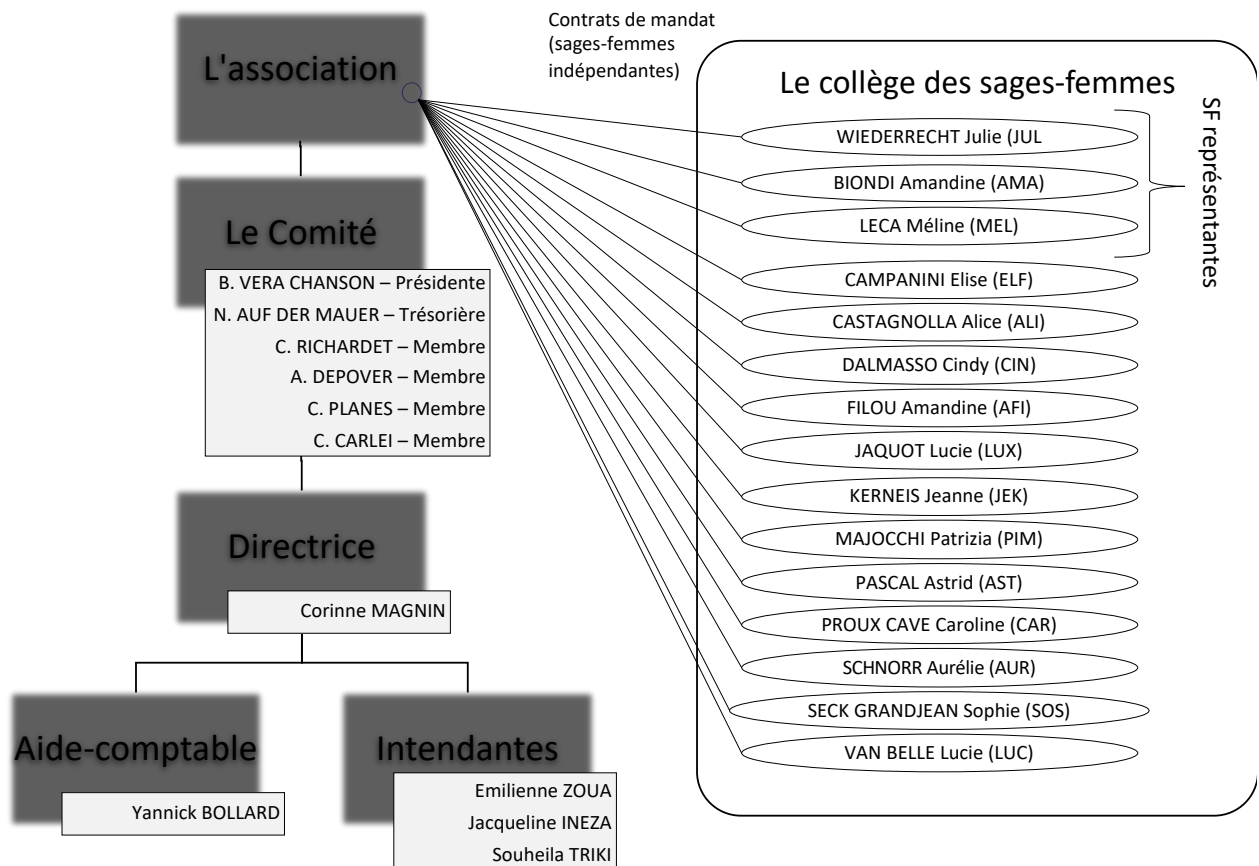 L'association
Le Comité
B. VERA CHANSON – Présidente
N. AUF DER MAUER – Trésorière
C. RICHARDET – Membre
A. DEPOVER – Membre
C. PLANES – Membre
C. CARLEI – Membre
Directrice
Corinne MAGNIN
Aide-comptable
Yannick BOLLARD
Intendantes
Emilienne ZOUA
Jacqueline INEZA
Souheila TRIKI
Contrats de mandat
(sages-femmes
indépendantes)
Le collège des sages-femmes
WIEDERRECHT Julie (JUL
BIONDI Amandine (AMA)
LECA Méline (MEL)
CAMPANINI Elise (ELF)
CASTAGNOLLA Alice (ALI)
DALMASSO Cindy (CIN)
FILOU Amandine (AFI)
JAQUOT Lucie (LUX)
KERNEIS Jeanne (JEK)
MAJOCCHI Patrizia (PIM)
PASCAL Astrid (AST)
PROUX CAVE Caroline (CAR)
SCHNORR Aurélie (AUR)
SECK GRANDJEAN Sophie (SOS)
VAN BELLE Lucie (LUC)
SF représentantes